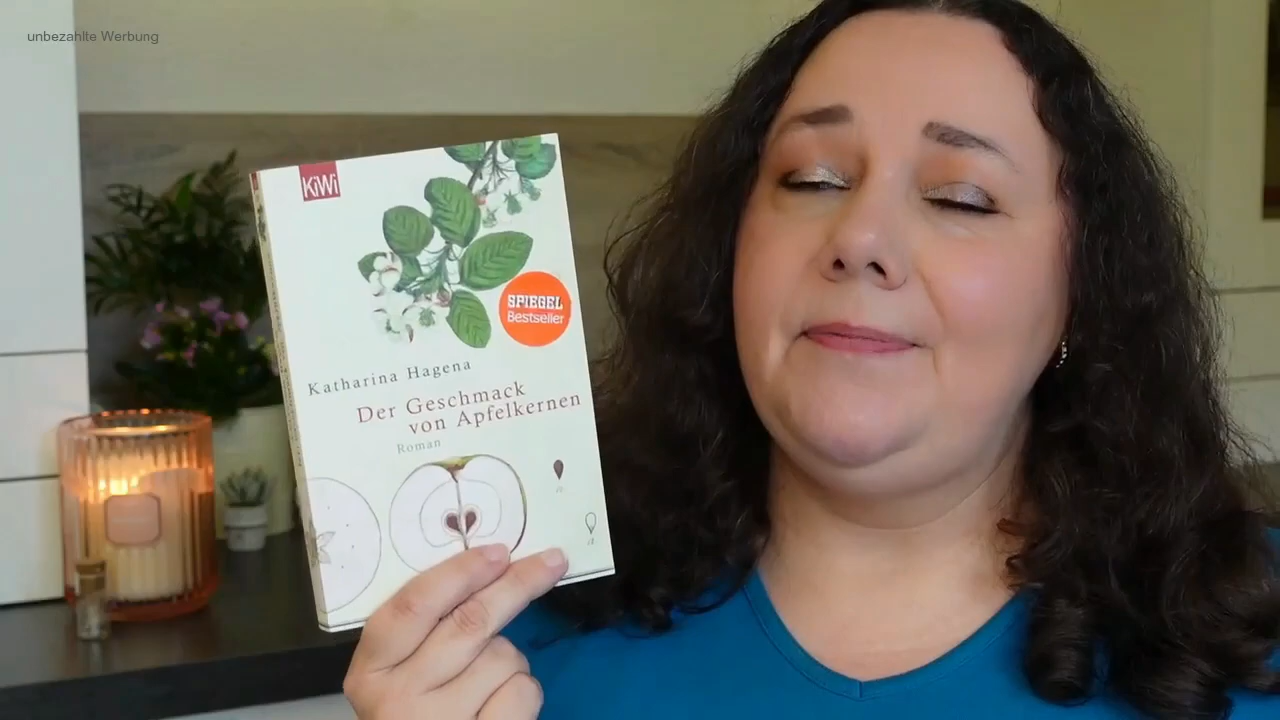 unbezahlte Werbung
KiWi
SPIEGEL
Bestseller
Katharina Hagena
Der Geschmack
von Apfelkernen
Roman